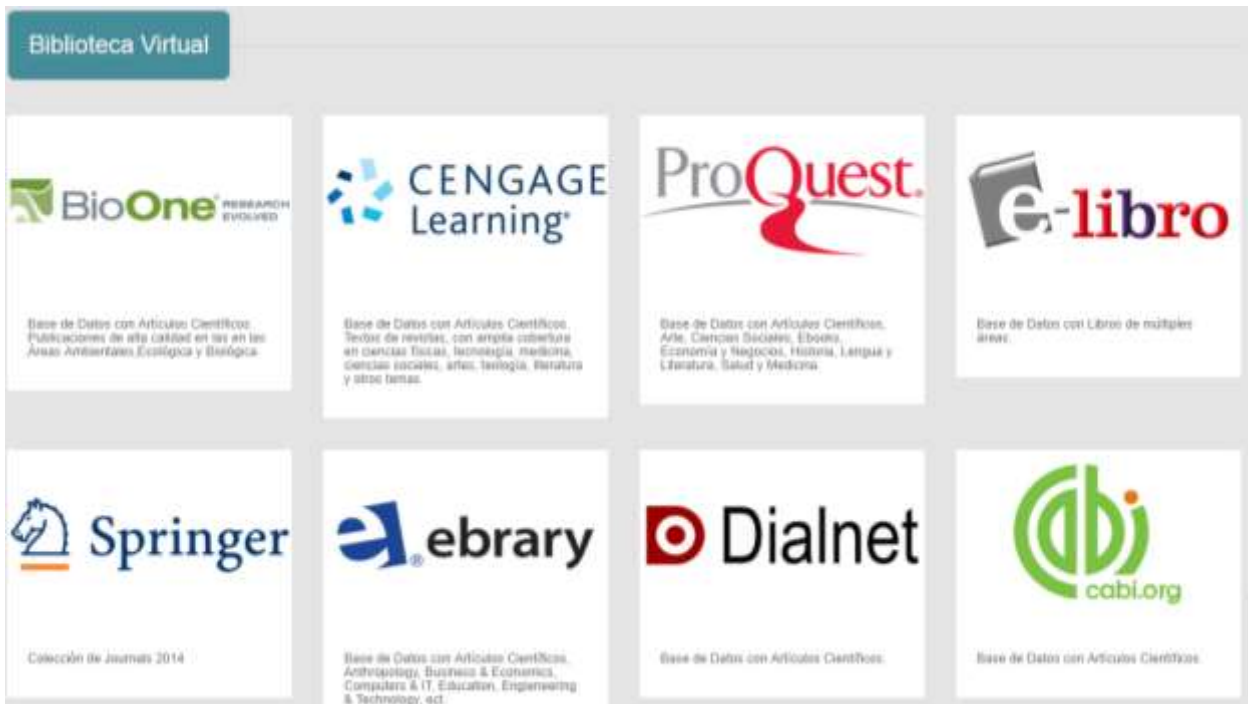 Biblioteca Virtual
BioOne RESEARCH
EVOLVED
Base de Datos con Artículos Científicos.
Publicaciones de alta calidad en las en las
Áreas Ambientales,Ecológica y Biológica.
CENGAGE
Learning®
Base de Datos con Artículos Científicos.
Textos de revistas, con amplia cobertura
en ciencias físicas, tecnología, medicina,
ciencias sociales, artes, teología, literatura
y otros temas.
ProQuest®
Base de Datos con Artículos Científicos,
Arte, Ciencias Sociales, Ebooks,
Economía y Negocios, Historia, Lengua y
Literatura, Salud y Medicina.
e-libro
Base de Datos con Libros de múltiples
áreas.
Springer
Colección de Journals 2014
ebrary®
Base de Datos con Artículos Científicos,
Anthropology, Business & Economics,
Computers & IT, Education, Engineering
& Technology, ect.
Dialnet
Base de Datos con Artículos Científicos.
cabi
cabi.org
Base de Datos con Artículos Científicos.